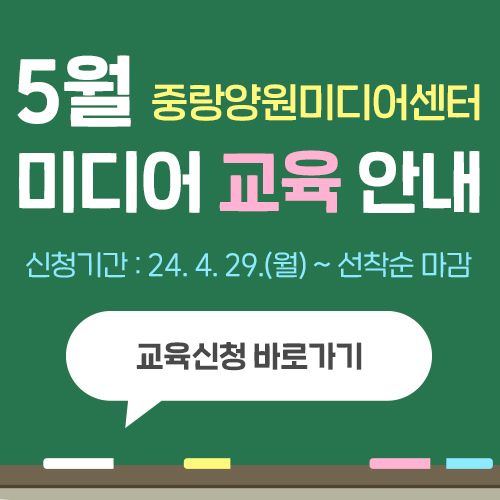 5월 중랑양원미디어센터
미디어 교육 안내
신청기간 : 24. 4. 29.(월) ~ 선착순 마감
교육신청 바로가기